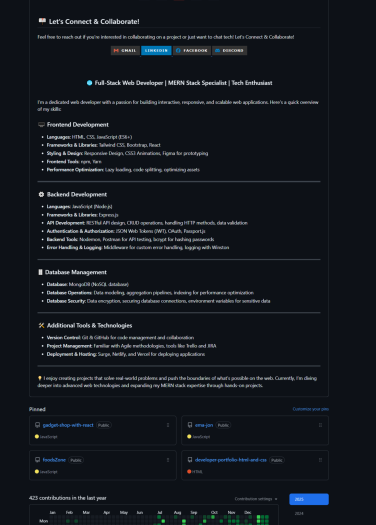 Let's Connect & Collaborate!
Feel free to reach out if you're interested in collaborating on a project or just want to chat tech! Let's Connect & Collaborate!
GMAIL LINKEDIN FACEBOOK DISCORD
Full-Stack Web Developer | MERN Stack Specialist | Tech Enthusiast
I'm a dedicated web developer with a passion for building interactive, responsive, and scalable web applications. Here's a quick overview
of my skills:
Frontend Development
Languages: HTML, CSS, JavaScript (ES6+)
Frameworks & Libraries: Tailwind CSS, Bootstrap, React
Styling & Design: Responsive Design, CSS3 Animations, Figma for prototyping
Frontend Tools: npm, Yarn
Performance Optimization: Lazy loading, code splitting, optimizing assets
Backend Development
Languages: JavaScript (Node.js)
Frameworks & Libraries: Express.js
API Development: RESTful API design, CRUD operations, handling HTTP methods, data validation
Authentication & Authorization: JSON Web Tokens (JWT), OAuth, Passport.js
Backend Tools: Nodemon, Postman for API testing, bcrypt for hashing passwords
Error Handling & Logging: Middleware for custom error handling, logging with Winston
Database Management
Database: MongoDB (NoSQL database)
Database Operations: Data modeling, aggregation pipelines, indexing for performance optimization
Database Security: Data encryption, securing database connections, environment variables for sensitive data
Additional Tools & Technologies
Version Control: Git & GitHub for code management and collaboration
Project Management: Familiar with Agile methodologies, tools like Trello and JIRA
Deployment & Hosting: Surge, Netlify, and Vercel for deploying applications
I enjoy creating projects that solve real-world problems and push the boundaries of what's possible on the web. Currently, I'm diving
deeper into advanced web technologies and expanding my MERN stack expertise through hands-on projects.
Pinned Customize your pins
gadget-shop-with-react Public
JavaScript
ema-jon Public
JavaScript
foodsZone Public
JavaScript
developer-portfolio-html-and-css Public
HTML
423 contributions in the last year Contribution settings 2025
2024
Jan Feb Mar Apr May Jun Jul Aug Sep Oct Nov Dec
Mon